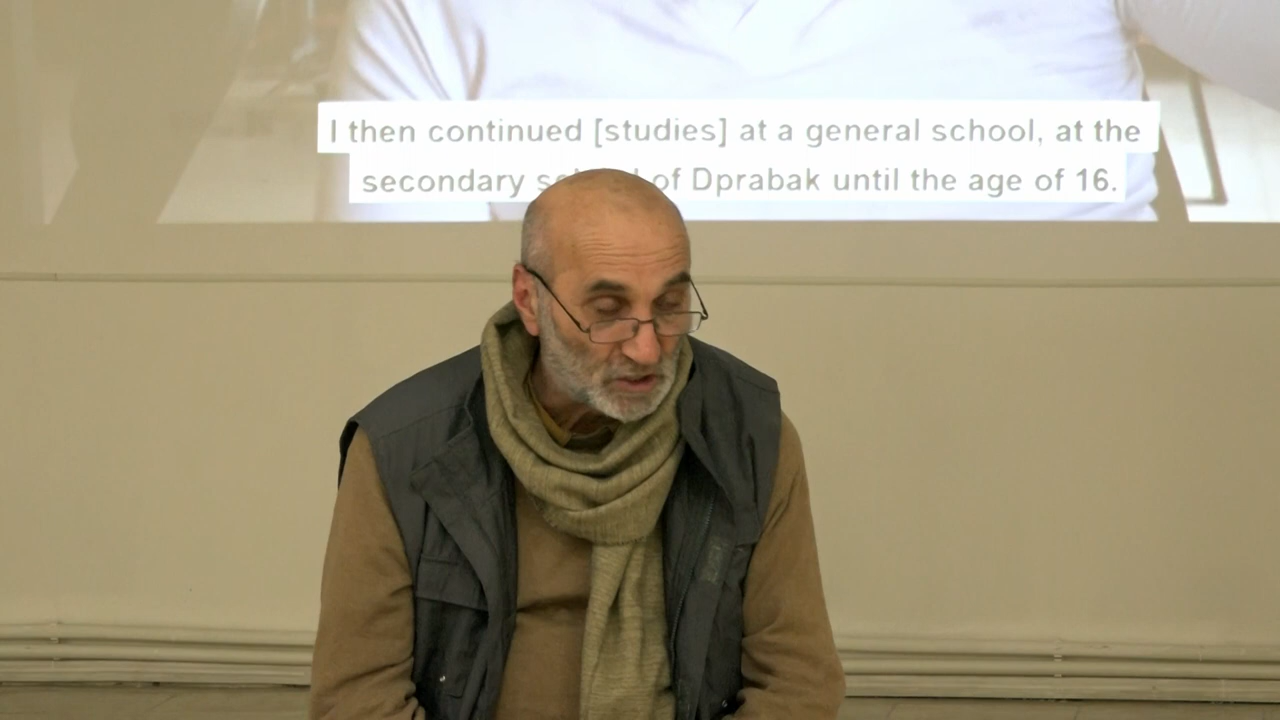 I then continued [studies] at a general school, at the
secondary of Dprabak until the age of 16.